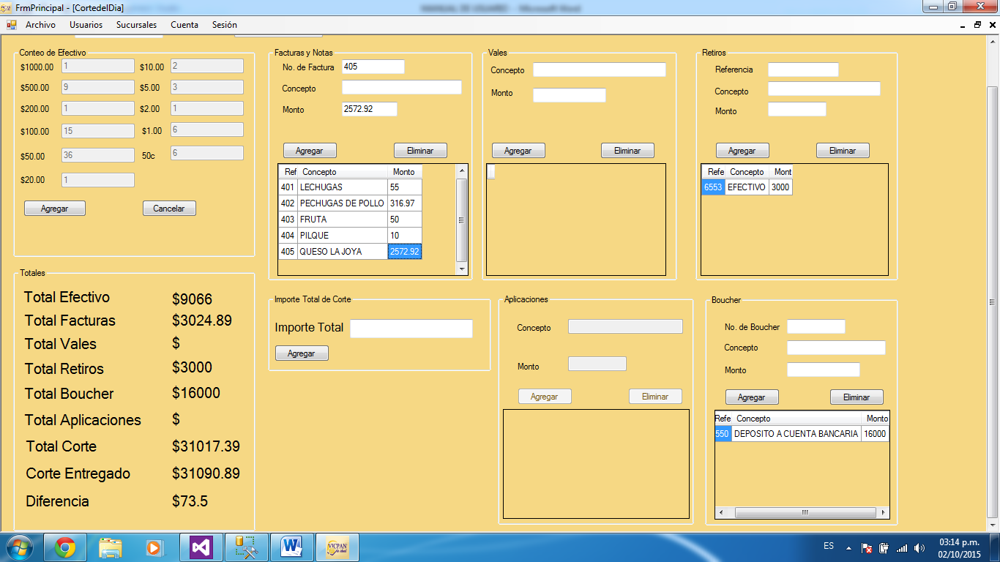 FrmPrincipal - [CortedelDia]
MANUAL DE USUARIO - Microsoft Word
Archivo Usuarios Sucursales Cuenta Sesión
Conteo de Efectivo
$1000.00 1 $10.00 2
$500.00 9 $5.00 3
$200.00 1 $2.00 1
$100.00 15 $1.00 6
$50.00 36 50c 6
$20.00 1
Agregar Cancelar
Facturas y Notas
No. de Factura 405
Concepto
Monto 2572.92
Agregar Eliminar
Ref Concepto Monto
401 LECHUGAS 55
402 PECHUGAS DE POLLO 316.97
403 FRUTA 50
404 PILQUE 10
405 QUESO LA JOYA 2572.92
Vales
Concepto
Monto
Agregar Eliminar
Retiros
Referencia
Concepto
Monto
Agregar Eliminar
Refe Concepto Mont
6553 EFECTIVO 3000
Totales
Total Efectivo $9066
Total Facturas $3024.89
Total Vales $
Total Retiros $3000
Total Boucher $16000
Total Aplicaciones $
Total Corte $31017.39
Corte Entregado $31090.89
Diferencia $73.5
Importe Total de Corte
Importe Total
Agregar
Aplicaciones
Concepto
Monto
Agregar Eliminar
Boucher
No. de Boucher
Concepto
Monto
Agregar Eliminar
Refe Concepto Monto
550 DEPOSITO A CUENTA BANCARIA 16000
VICPAN
ES
03:14 p.m.
02/10/2015